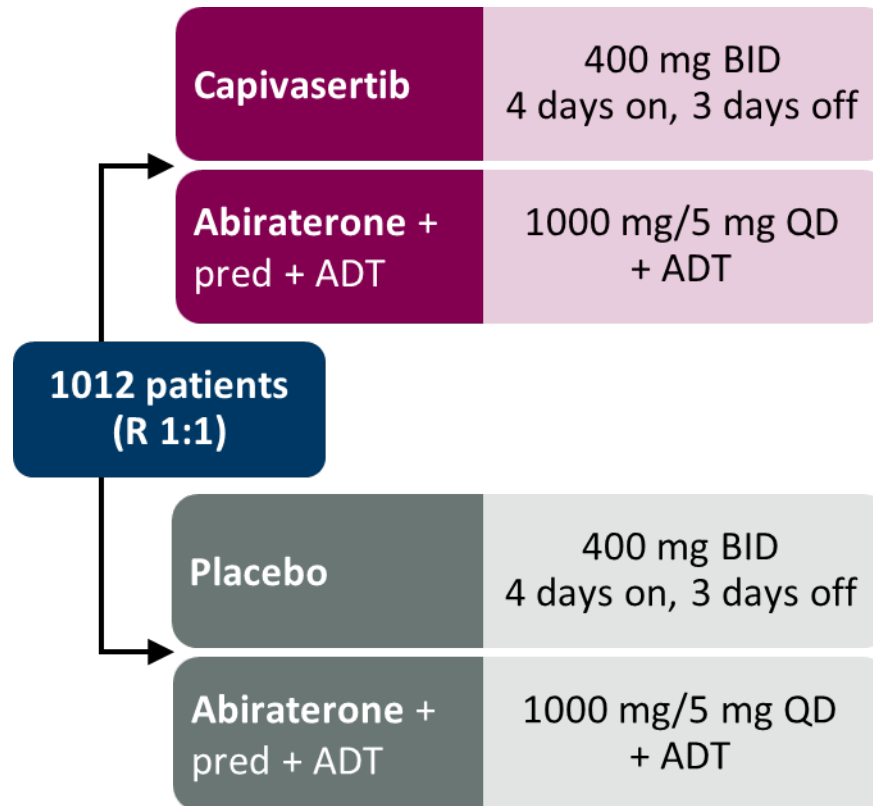 Capivasertib
400 mg BID
4 days on, 3 days off
Abiraterone +
pred + ADT
1000 mg/5 mg QD
+ ADT
1012 patients
(R 1:1)
Placebo
400 mg BID
4 days on, 3 days off
Abiraterone +
pred + ADT
1000 mg/5 mg QD
+ ADT